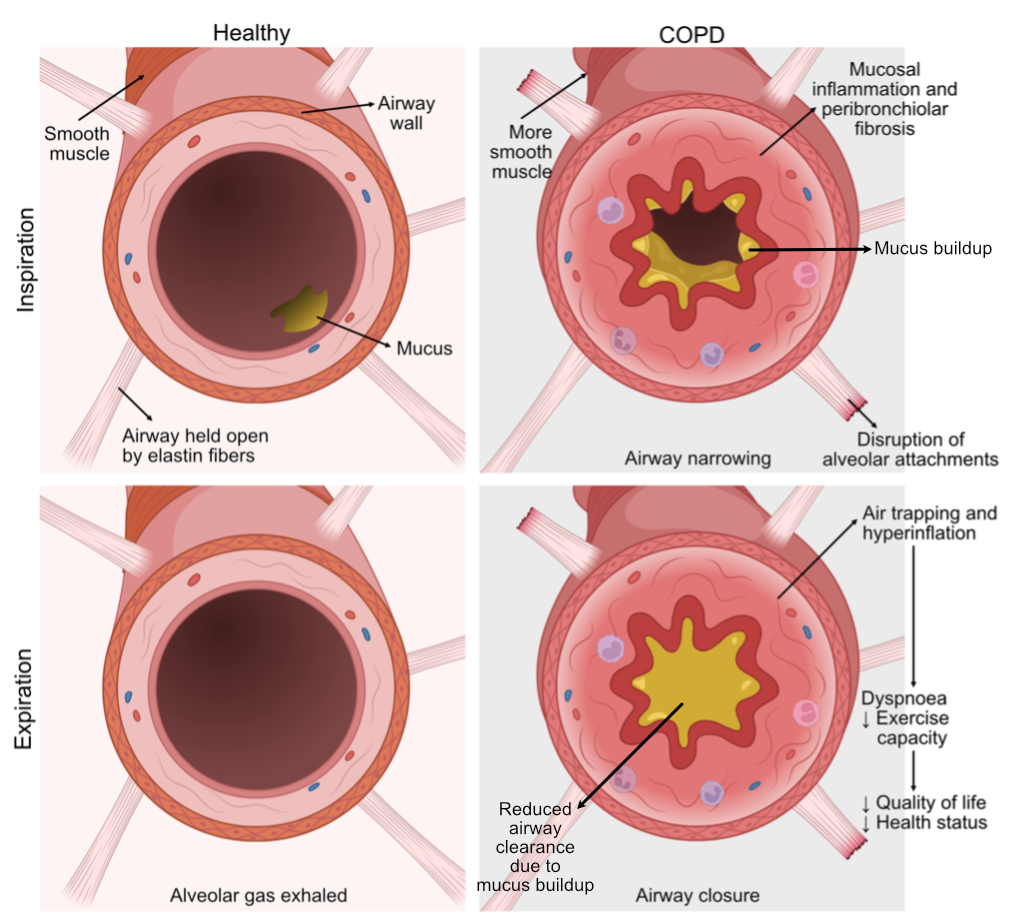 Healthy
COPD
Inspiration
Smooth
muscle
Airway
wall
Mucus
Airway held open
by elastin fibers
More
smooth
muscle
Mucosal
inflammation and
peribronchiolar
fibrosis
Mucus buildup
Disruption of
alveolar attachments
Airway narrowing
Expiration
Alveolar gas exhaled
Air trapping and
hyperinflation
Dyspnoea
↓ Exercise
capacity
↓ Quality of life
↓ Health status
Reduced
airway
clearance
due to
mucus buildup
Airway closure